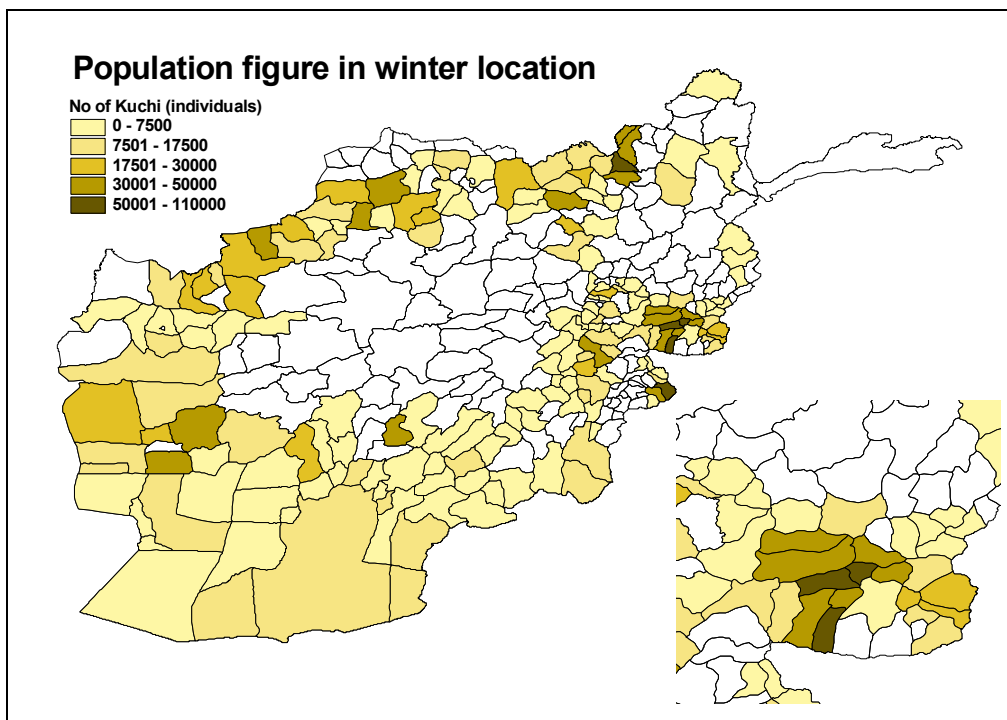 Population figure in winter location
No of Kuchi (individuals)
0 - 7500
7501 - 17500
17501 - 30000
30001 - 50000
50001 - 110000